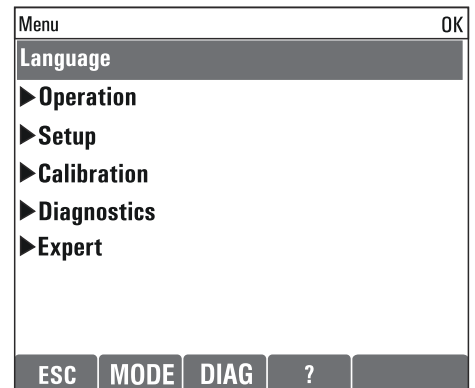 Menu OK
Language
▶Operation
▶Setup
▶Calibration
▶Diagnostics
▶Expert
ESC MODE DIAG ?